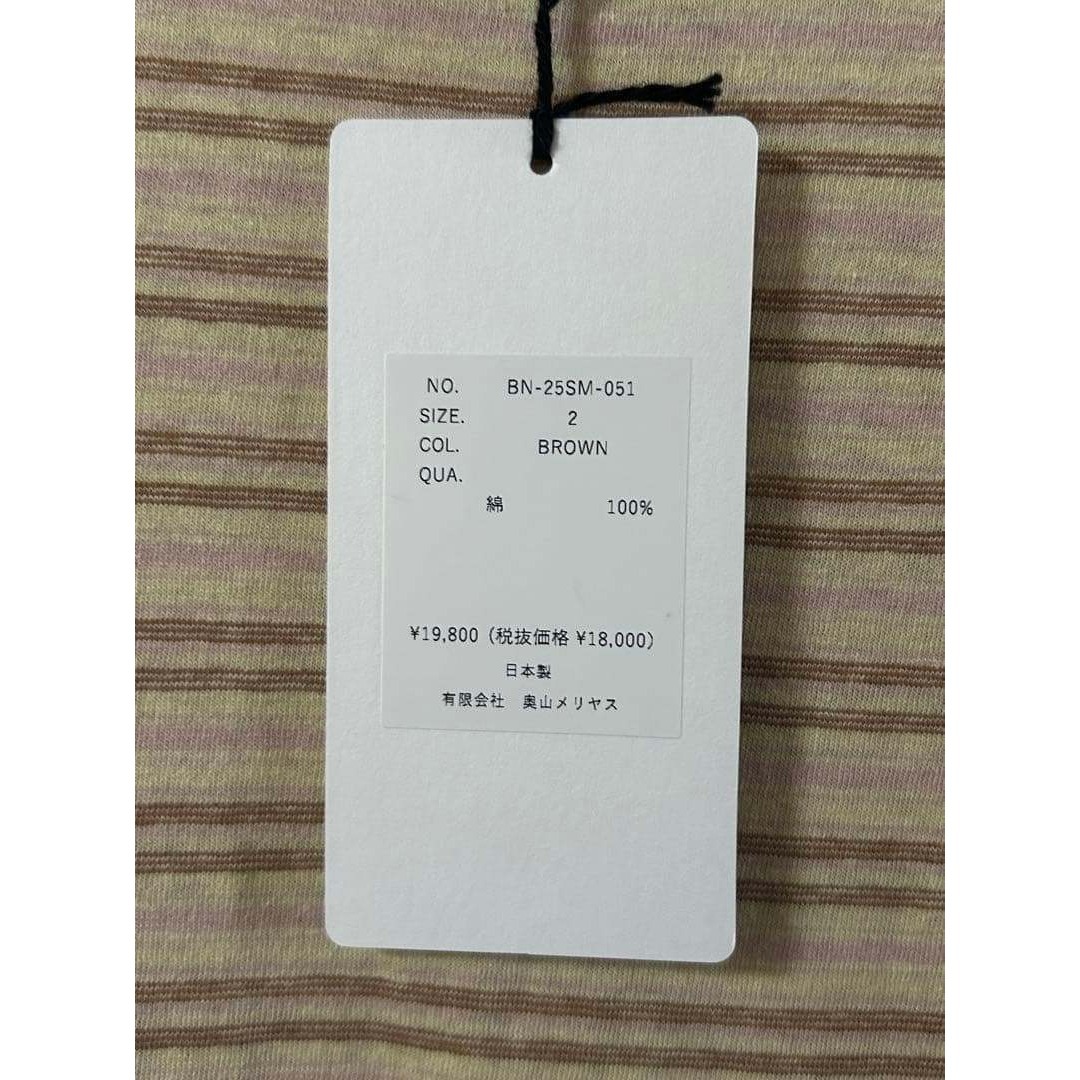 NO. BN-25SM-051
SIZE. 2
COL. BROWN
QUA.
綿 100%
¥19,800 (税抜価格 ¥18,000)
日本製
有限会社 奥山メリヤス